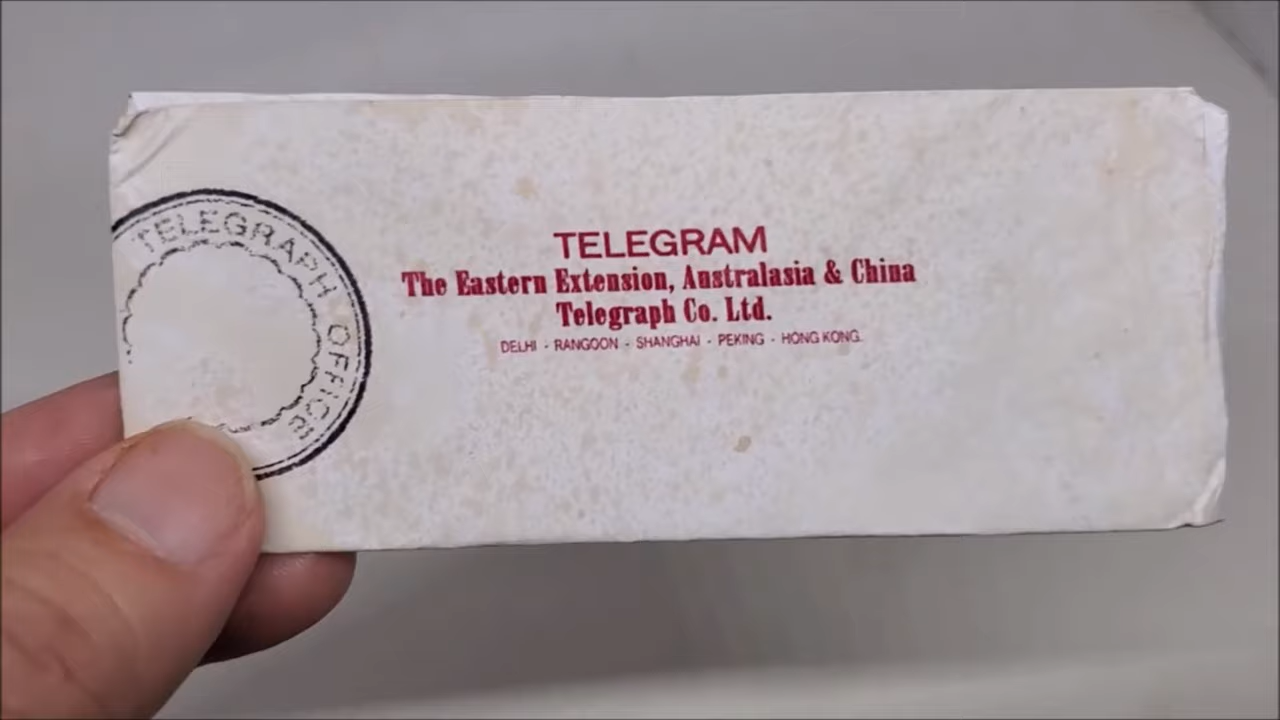 TELEGRAPH OFFICE
TELEGRAM
The Eastern Extension, Australasia & China
Telegraph Co. Ltd.
DELHI - RANGOON - SHANGHAI - PEKING - HONG KONG.